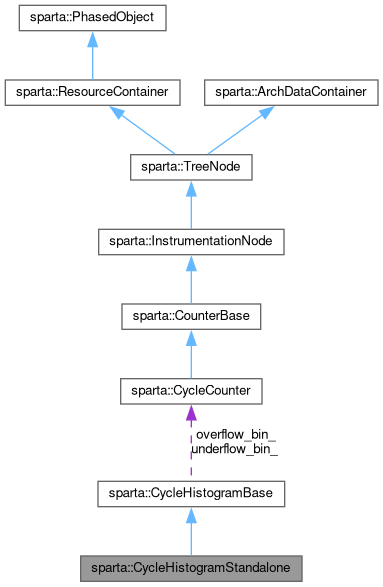 sparta::PhasedObject
sparta::ResourceContainer
sparta::ArchDataContainer
sparta::TreeNode
sparta::InstrumentationNode
sparta::CounterBase
sparta::CycleCounter
overflow_bin_
underflow_bin_
sparta::CycleHistogramBase
sparta::CycleHistogramStandalone